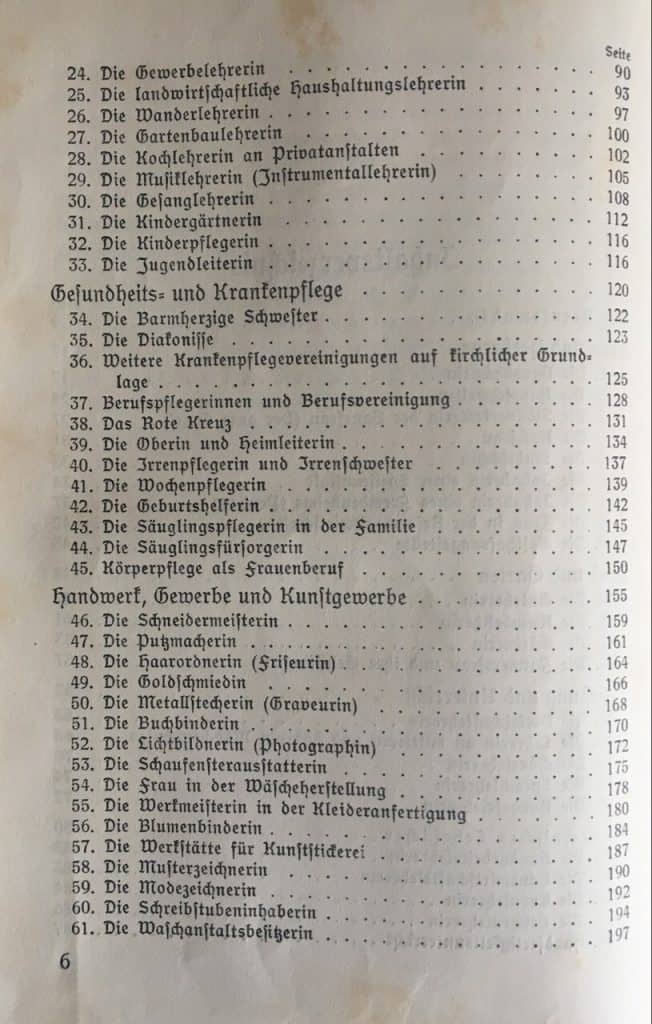 Seite
24. Die Gewerbelehrerin . . . . . . . . . . . . . . . . 90
25. Die landwirtſchaftliche Haushaltungslehrerin . . . . . . . 93
26. Die Wanderlehrerin . . . . . . . . . . . . . . . . . 97
27. Die Gartenbaulehrerin . . . . . . . . . . . . . . . 100
28. Die Kochlehrerin an Privatanſtalten . . . . . . . . . . 102
29. Die Muſiklehrerin (Inſtrumentallehrerin) . . . . . . . . 105
30. Die Geſanglehrerin . . . . . . . . . . . . . . . . . 108
31. Die Kindergärtnerin . . . . . . . . . . . . . . . . 112
32. Die Kinderpflegerin . . . . . . . . . . . . . . . . . 116
33. Die Jugendleiterin . . . . . . . . . . . . . . . . . 116
Geſundheits- und Krankenpflege . . . . . . . . . . . . 120
34. Die Barmherzige Schweſter . . . . . . . . . . . . . . 122
35. Die Diakoniſſe . . . . . . . . . . . . . . . . . . . 123
36. Weitere Krankenpflegevereinigungen auf kirchlicher Grund-
lage . . . . . . . . . . . . . . . . . . . . . . 125
37. Berufspflegerinnen und Berufsvereinigung . . . . . . . . 128
38. Das Rote Kreuz . . . . . . . . . . . . . . . . . . 131
39. Die Oberin und Heimleiterin . . . . . . . . . . . . . 134
40. Die Irrenpflegerin und Irrenſchweſter . . . . . . . . . 137
41. Die Wochenpflegerin . . . . . . . . . . . . . . . . 139
42. Die Geburtshelferin . . . . . . . . . . . . . . . . . 142
43. Die Säuglingspflegerin in der Familie . . . . . . . . . 145
44. Die Säuglingsfürſorgerin . . . . . . . . . . . . . . 147
45. Körperpflege als Frauenberuf . . . . . . . . . . . . 150
Handwerk, Gewerbe und Kunſtgewerbe . . . . . . . . . 155
46. Die Schneidermeiſterin . . . . . . . . . . . . . . . 159
47. Die Putzmacherin . . . . . . . . . . . . . . . . . . 161
48. Die Haarordnerin (Friſeurin) . . . . . . . . . . . . . 164
49. Die Goldſchmiedin . . . . . . . . . . . . . . . . . 166
50. Die Metallſtecherin (Graveurin) . . . . . . . . . . . 168
51. Die Buchbinderin . . . . . . . . . . . . . . . . . . 170
52. Die Lichtbildnerin (Photographin) . . . . . . . . . . . 172
53. Die Schaufenſterausſtatterin . . . . . . . . . . . . . 175
54. Die Frau in der Wäſcheherſtellung . . . . . . . . . . 178
55. Die Werkmeiſterin in der Kleideranfertigung . . . . . . . 180
56. Die Blumenbinderin . . . . . . . . . . . . . . . . . 184
57. Die Werkſtätte für Kunſtſtickerei . . . . . . . . . . . 187
58. Die Muſterzeichnerin . . . . . . . . . . . . . . . . 190
59. Die Modezeichnerin . . . . . . . . . . . . . . . . . 192
60. Die Schreibſtubeninhaberin . . . . . . . . . . . . . . 194
61. Die Waſchanſtaltsbeſitzerin . . . . . . . . . . . . . . 197
6